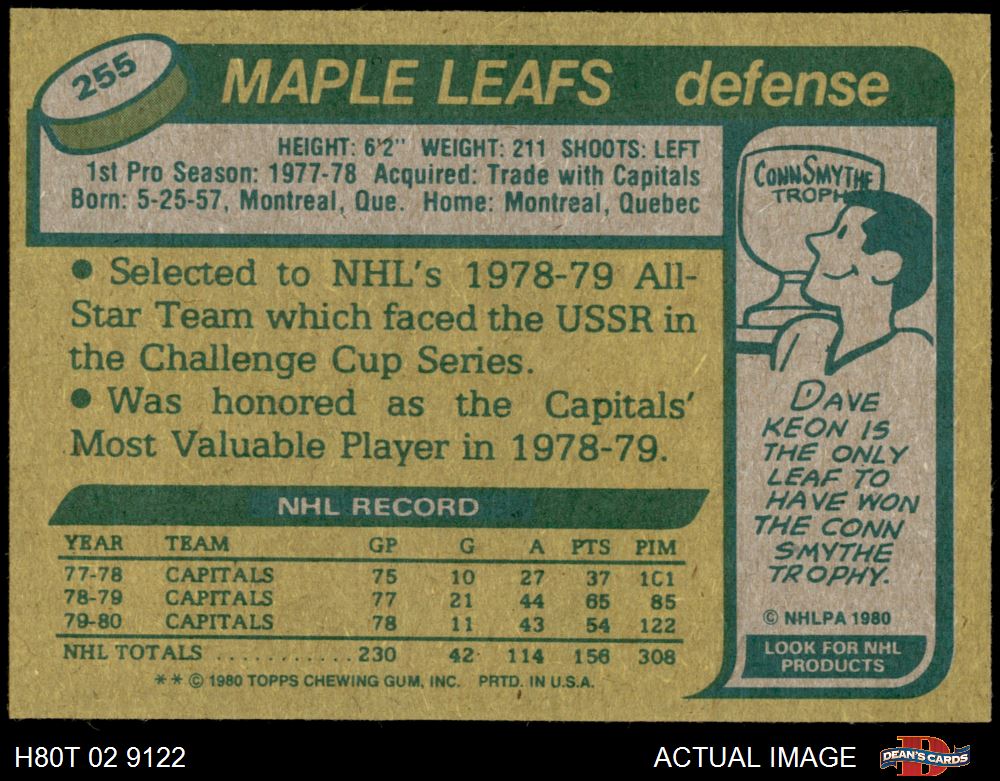 255
MAPLE LEAFS defense
HEIGHT: 6'2" WEIGHT: 211 SHOOTS: LEFT
1st Pro Season: 1977-78 Acquired: Trade with Capitals
Born: 5-25-57, Montreal, Que. Home: Montreal, Quebec
● Selected to NHL's 1978-79 All-
Star Team which faced the USSR in
the Challenge Cup Series.
● Was honored as the Capitals'
Most Valuable Player in 1978-79.
NHL RECORD
YEAR TEAM GP G A PTS PIM
77-78 CAPITALS 75 10 27 37 101
78-79 CAPITALS 77 21 44 65 85
79-80 CAPITALS 78 11 43 54 122
NHL TOTALS ........... 230 42 114 156 308
** © 1980 TOPPS CHEWING GUM, INC. PRTD. IN U.S.A.
CONN SMYTHE
TROPH
DAVE
KEON IS
THE ONLY
LEAF TO
HAVE WON
THE CONN
SMYTHE
TROPHY.
© NHLPA 1980
LOOK FOR NHL
PRODUCTS
H80T 02 9122
ACTUAL IMAGE
D
DEAN'S CARDS